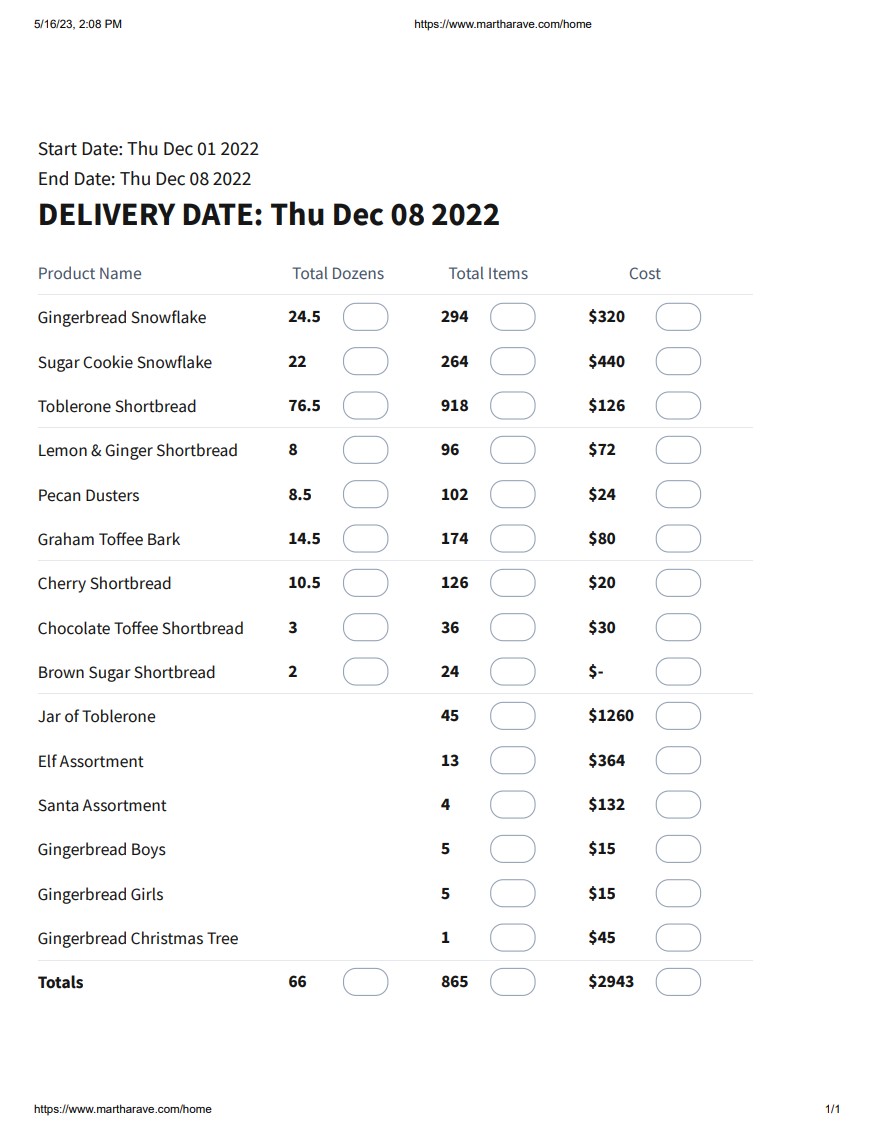 5/16/23, 2:08 PM https://www.martharave.com/home
Start Date: Thu Dec 01 2022
End Date: Thu Dec 08 2022
DELIVERY DATE: Thu Dec 08 2022
Product Name Total Dozens Total Items Cost
Gingerbread Snowflake 24.5 294 $320
Sugar Cookie Snowflake 22 264 $440
Toblerone Shortbread 76.5 918 $126
Lemon & Ginger Shortbread 8 96 $72
Pecan Dusters 8.5 102 $24
Graham Toffee Bark 14.5 174 $80
Cherry Shortbread 10.5 126 $20
Chocolate Toffee Shortbread 3 36 $30
Brown Sugar Shortbread 2 24 $-
Jar of Toblerone 45 $1260
Elf Assortment 13 $364
Santa Assortment 4 $132
Gingerbread Boys 5 $15
Gingerbread Girls 5 $15
Gingerbread Christmas Tree 1 $45
Totals 66 865 $2943
https://www.martharave.com/home 1/1